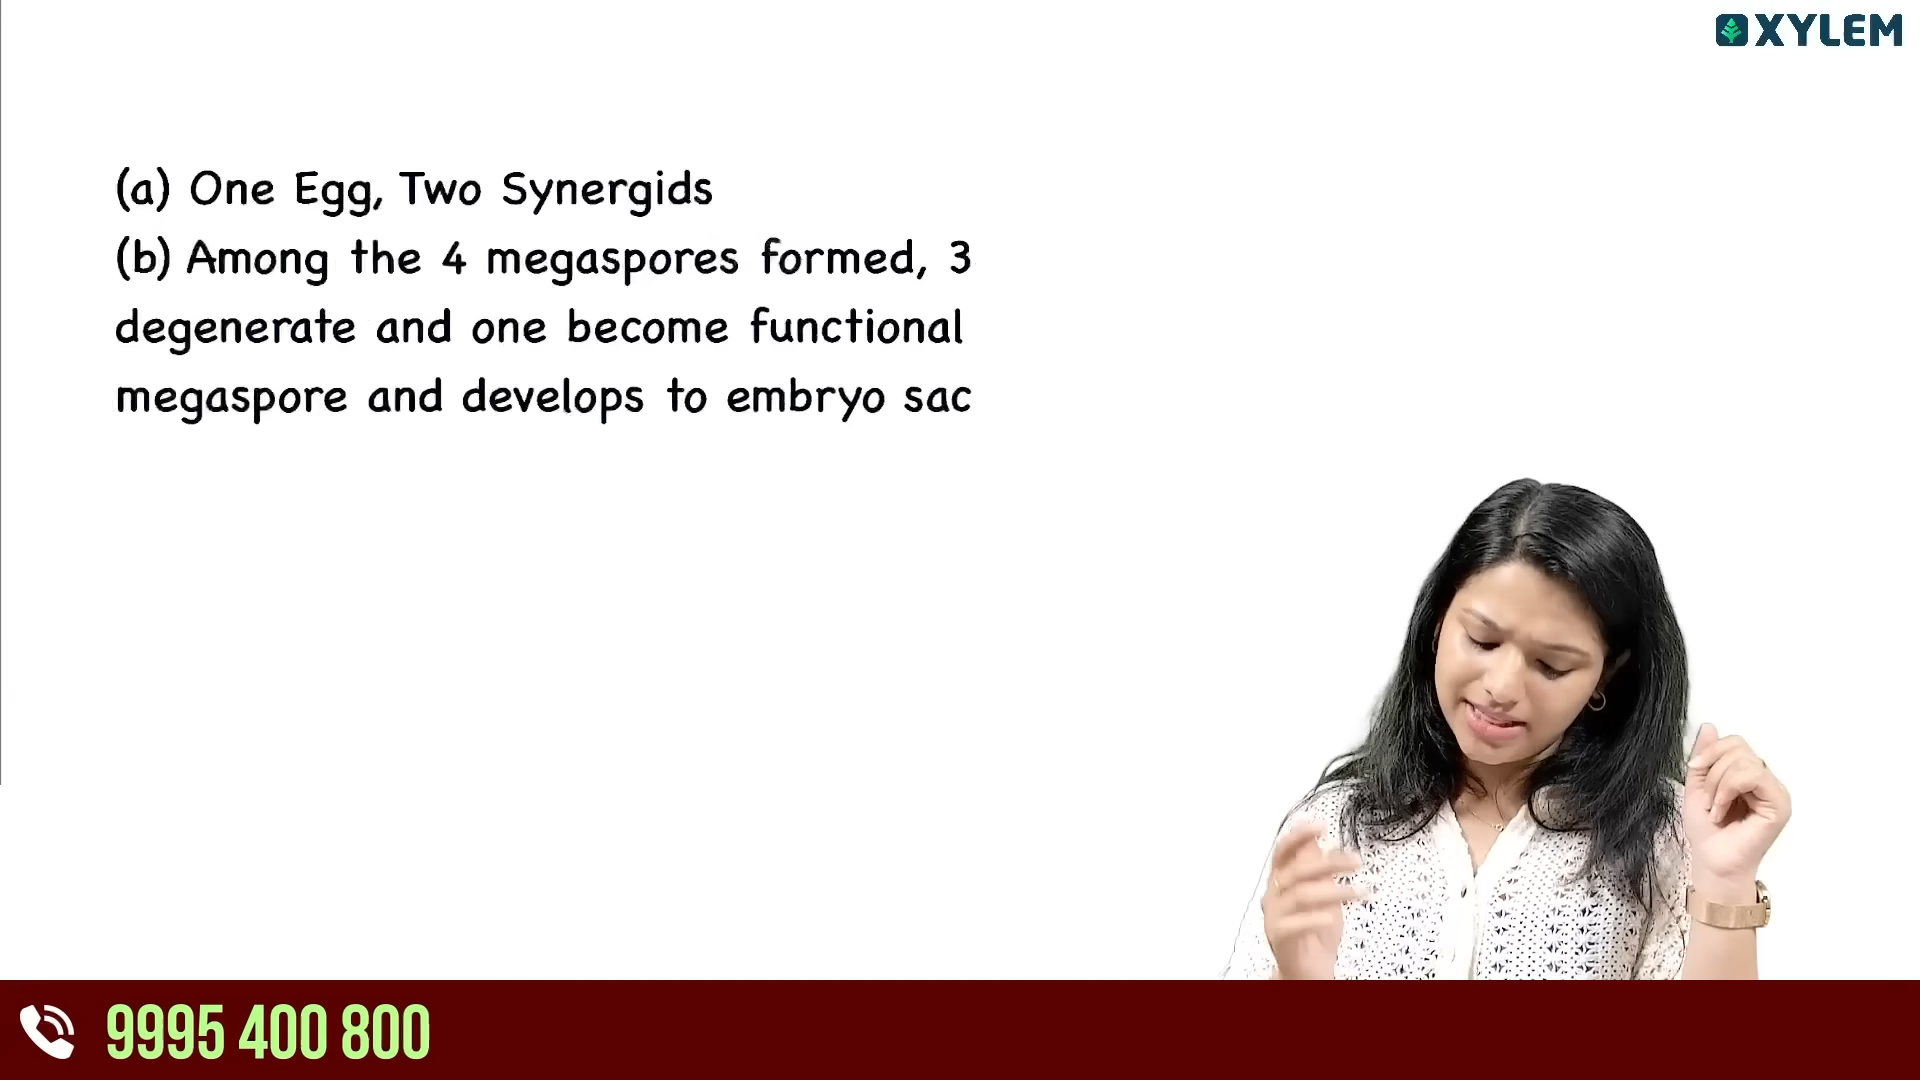 XYLEM
(a) One Egg, Two Synergids
(b) Among the 4 megaspores formed, 3
degenerate and one become functional
megaspore and develops to embryo sac
9995 400 800